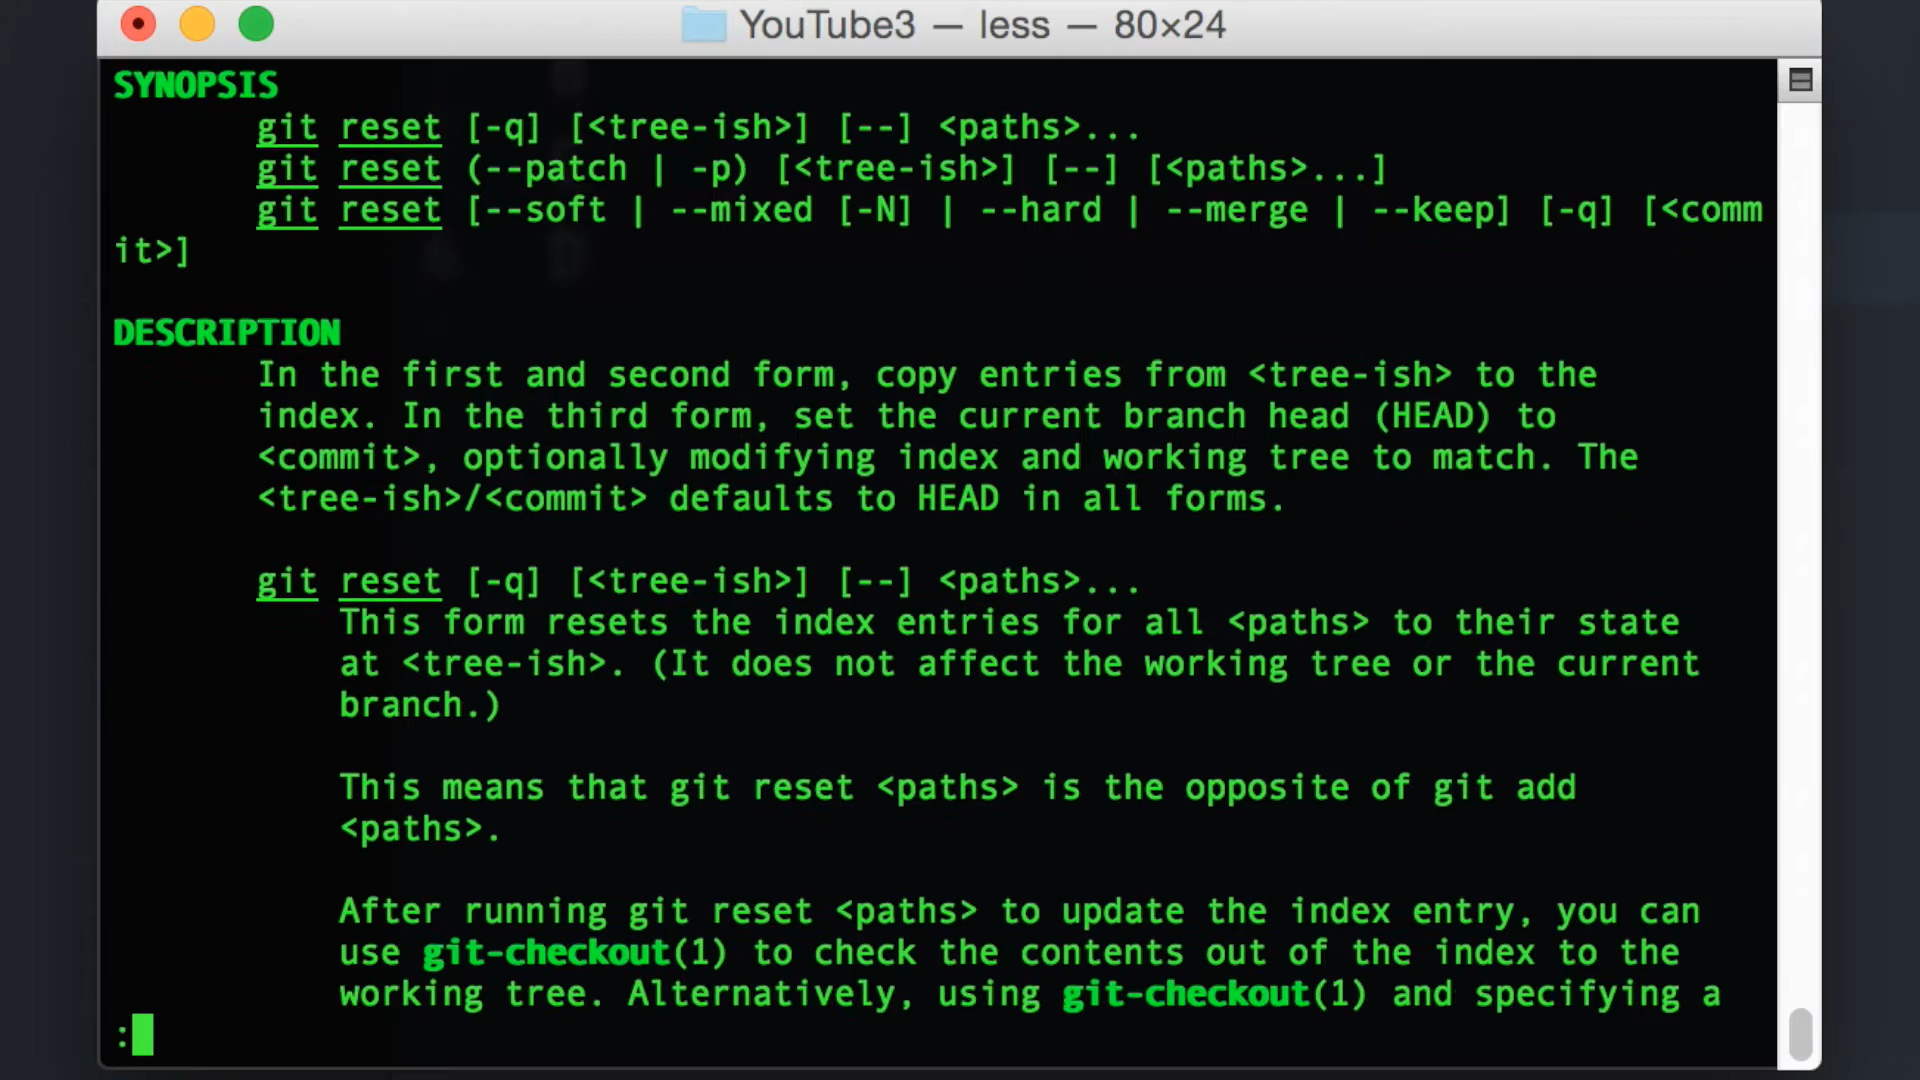 YouTube3 — less — 80×24
SYNOPSIS
git reset [-q] [<tree-ish>] [--] <paths>...
git reset (--patch | -p) [<tree-ish>] [--] [<paths>...]
git reset [--soft | --mixed [-N] | --hard | --merge | --keep] [-q] [<comm
it>]
DESCRIPTION
In the first and second form, copy entries from <tree-ish> to the
index. In the third form, set the current branch head (HEAD) to
<commit>, optionally modifying index and working tree to match. The
<tree-ish>/<commit> defaults to HEAD in all forms.
git reset [-q] [<tree-ish>] [--] <paths>...
This form resets the index entries for all <paths> to their state
at <tree-ish>. (It does not affect the working tree or the current
branch.)
This means that git reset <paths> is the opposite of git add
<paths>.
After running git reset <paths> to update the index entry, you can
use git-checkout(1) to check the contents out of the index to the
working tree. Alternatively, using git-checkout(1) and specifying a
: